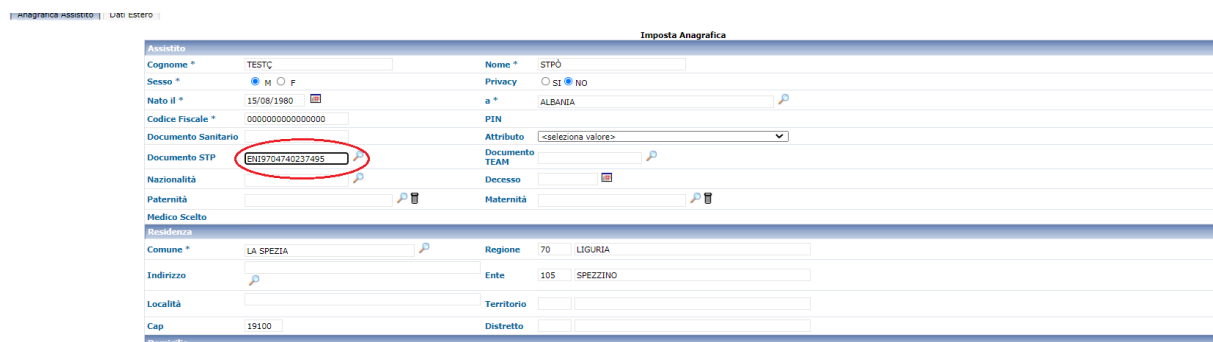 Anagrafica Assistito Dati Estero
Imposta Anagrafica
Assistito
Cognome * TESTÇ Nome * STPÒ
Sesso * M F Privacy SI NO
Nato il * 15/08/1980 a * ALBANIA
Codice Fiscale * 0000000000000000 PIN
Documento Sanitario Attributo <seleziona valore>
Documento STP ENI9704740237495 Documento TEAM
Nazionalità Decesso
Paternità Maternità
Medico Scelto
Residenza
Comune * LA SPEZIA Regione 70 LIGURIA
Indirizzo Ente 105 SPEZZINO
Località Territorio
Cap 19100 Distretto